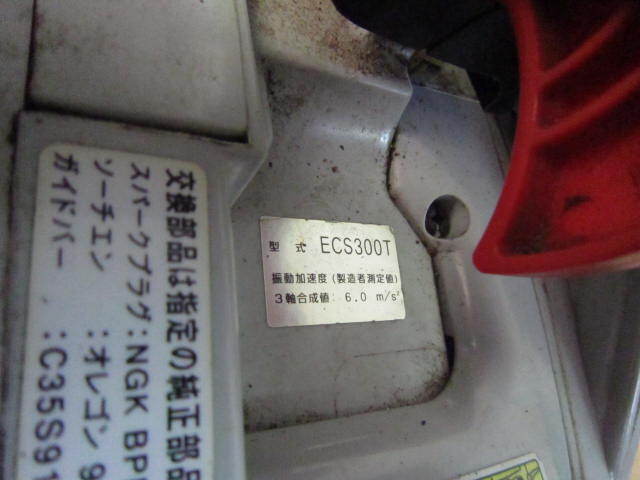 型式 ECS300T
振動加速度(製造者測定値)
3軸合成値: 6.0 m/s²
交換部品は指定の純正部品
スパークプラグ:NGK BP
ソーチエン :オレゴン 9
ガイドバー :C35S91